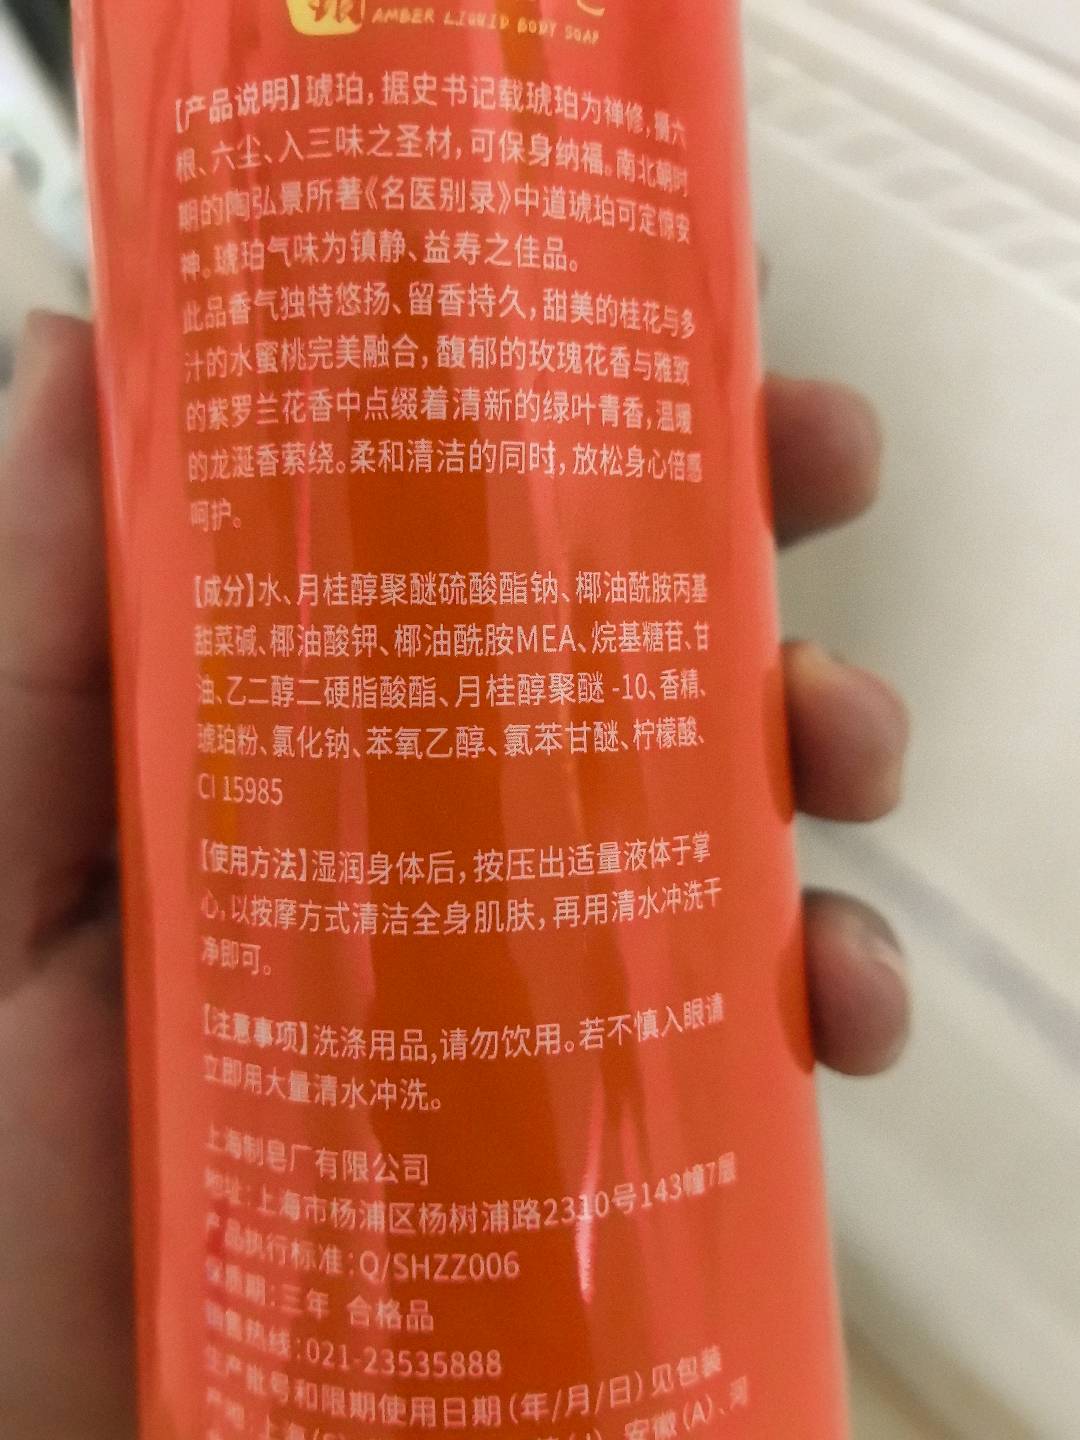 琥
AMBER LIQUID BODY SOAP
【产品说明】琥珀，据史书记载琥珀为禅修，摄六
根、六尘、入三味之圣材，可保身纳福。南北朝时
期的陶弘景所著《名医别录》中道琥珀可定惊安
神。琥珀气味为镇静、益寿之佳品。
此品香气独特悠扬、留香持久，甜美的桂花与多
汁的水蜜桃完美融合，馥郁的玫瑰花香与雅致
的紫罗兰花香中点缀着清新的绿叶青香，温暖
的龙涎香萦绕。柔和清洁的同时，放松身心倍感
呵护。
【成分】水、月桂醇聚醚硫酸酯钠、椰油酰胺丙基
甜菜碱、椰油酸钾、椰油酰胺MEA、烷基糖苷、甘
油、乙二醇二硬脂酸酯、月桂醇聚醚 -10、香精、
琥珀粉、氯化钠、苯氧乙醇、氯苯甘醚、柠檬酸、
CI 15985
【使用方法】湿润身体后，按压出适量液体于掌
心，以按摩方式清洁全身肌肤，再用清水冲洗干
净即可。
【注意事项】洗涤用品，请勿饮用。若不慎入眼请
立即用大量清水冲洗。
上海制皂厂有限公司
地址：上海市杨浦区杨树浦路2310号143幢7层
产品执行标准：Q/SHZZ006
保质期：三年 合格品
销售热线：021-23535888
生产批号和限期使用日期（年/月/日）见包装
产地：上海(S) 安徽(A)、河